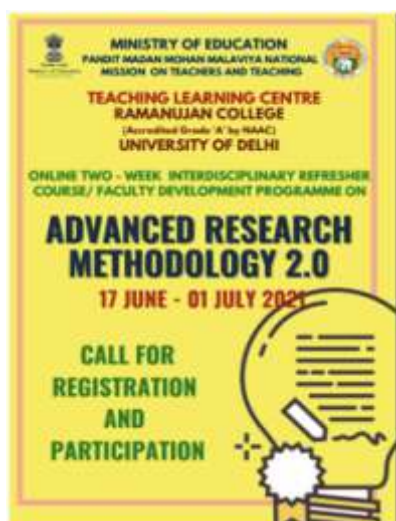 MINISTRY OF EDUCATION
PANDIT MADAN MOHAN MALAVIYA NATIONAL
MISSION ON TEACHERS AND TEACHING
TEACHING LEARNING CENTRE
RAMANUJAN COLLEGE
(Accredited Grade 'A' by NAAC)
UNIVERSITY OF DELHI
ONLINE TWO - WEEK INTERDISCIPLINARY REFRESHER
COURSE/ FACULTY DEVELOPMENT PROGRAMME ON
ADVANCED RESEARCH
METHODOLOGY 2.0
17 JUNE - 01 JULY 2021
CALL FOR
REGISTRATION
AND
PARTICIPATION